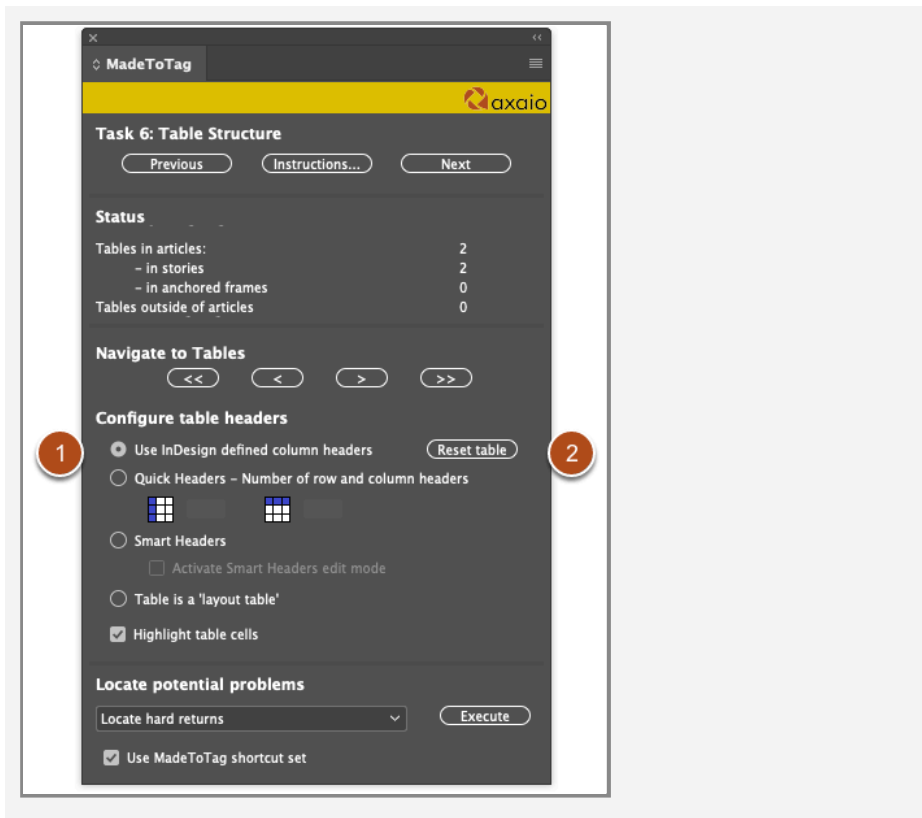 MadeToTag
axaio
Task 6: Table Structure
Previous Instructions... Next
Status
Tables in articles: 2
– in stories 2
– in anchored frames 0
Tables outside of articles 0
Navigate to Tables
<< < > >>
Configure table headers
1 Use InDesign defined column headers Reset table 2
Quick Headers – Number of row and column headers
Smart Headers
Activate Smart Headers edit mode
Table is a 'layout table'
Highlight table cells
Locate potential problems
Locate hard returns Execute
Use MadeToTag shortcut set